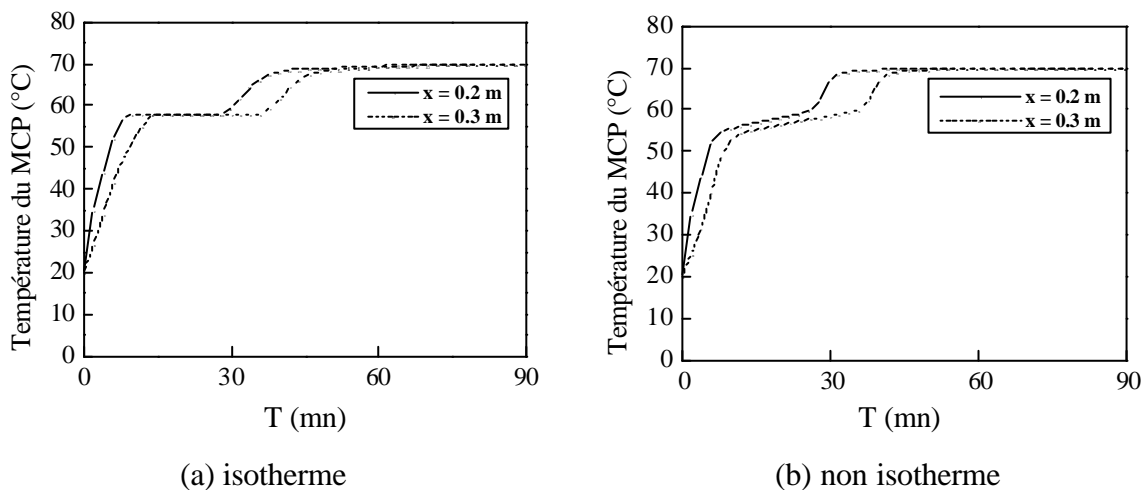 80
70
60
50
40
30
20
10
0
Température du MCP (°C)
x = 0.2 m
x = 0.3 m
0 30 60 90
T (mn)
(a) isotherme
80
70
60
50
40
30
20
10
0
Température du MCP (°C)
x = 0.2 m
x = 0.3 m
0 30 60 90
T (mn)
(b) non isotherme